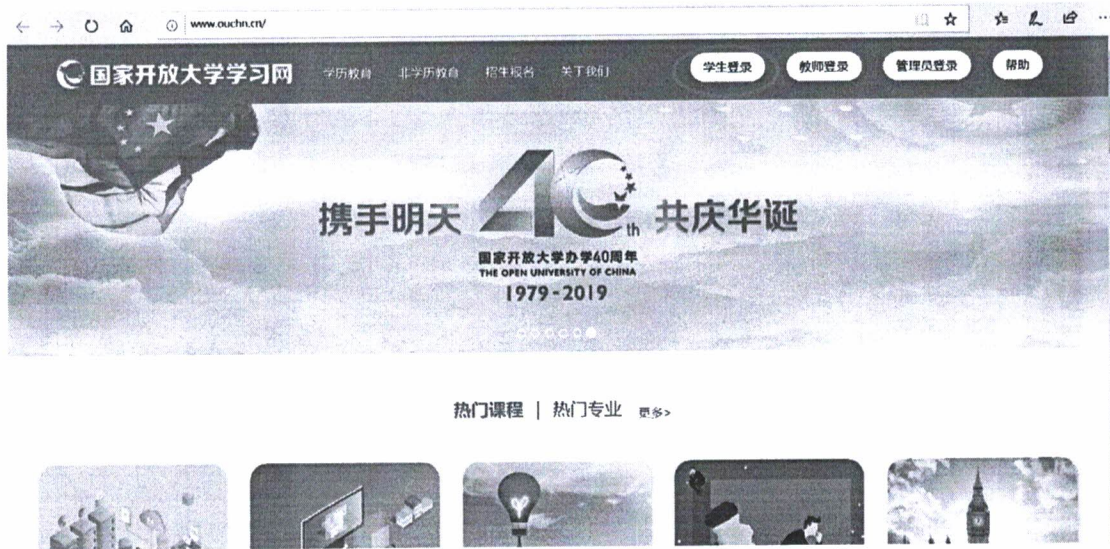 www.ouchn.cn/
国家开放大学学习网 学历教育 非学历教育 招生报名 关于我们 学生登录 教师登录 管理员登录 帮助
携手明天 40th 共庆华诞
国家开放大学办学40周年
THE OPEN UNIVERSITY OF CHINA
1979-2019
热门课程 | 热门专业 更多>